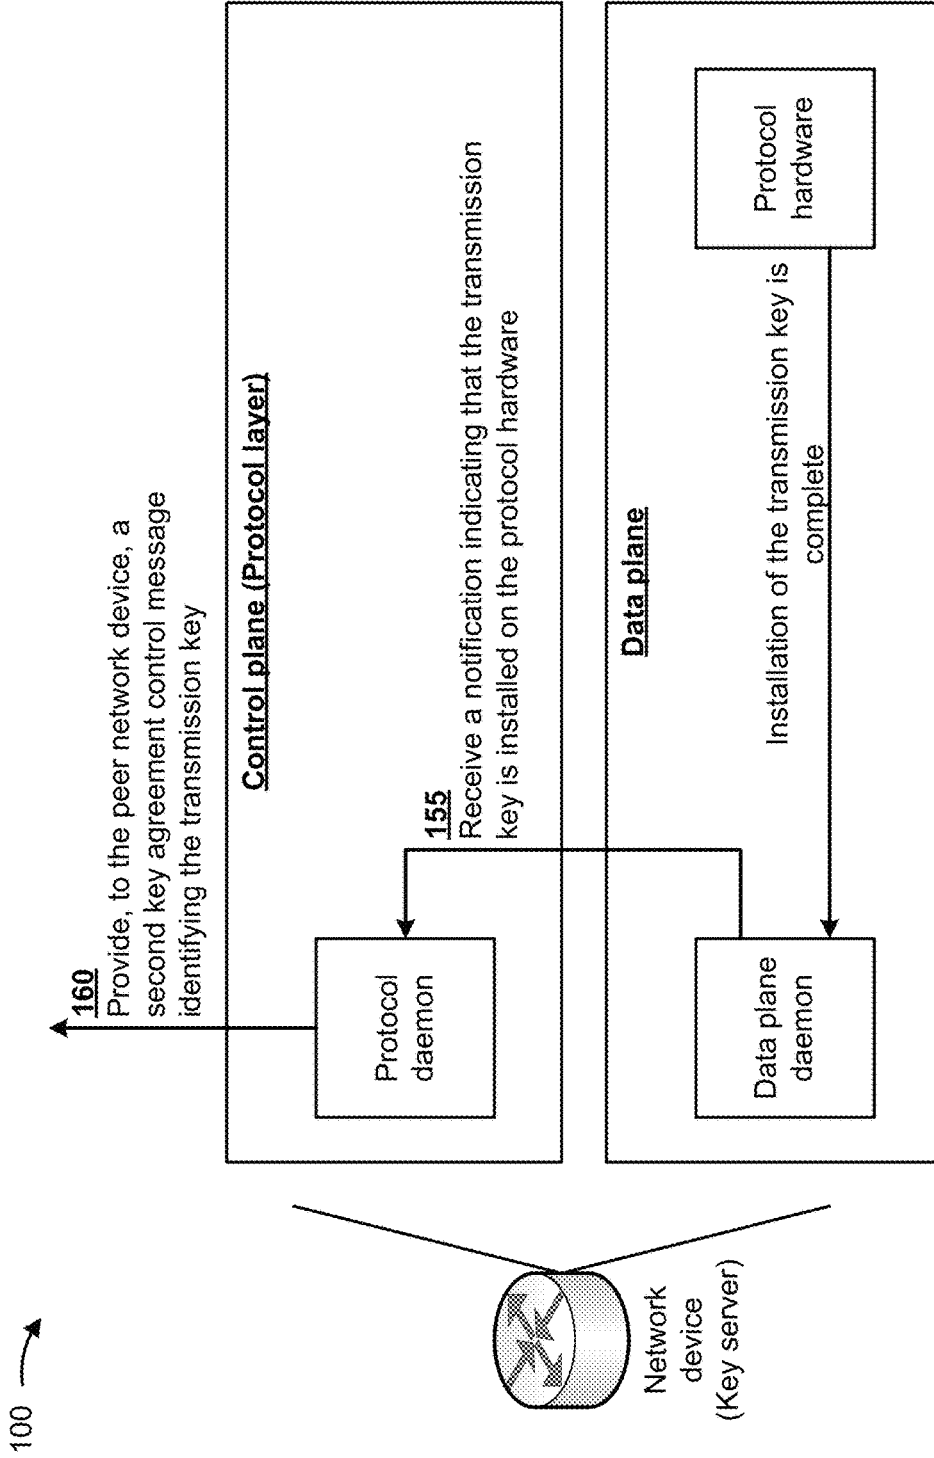 100
160
Provide, to the peer network device, a
second key agreement control message
identifying the transmission key
Control plane (Protocol layer)
155
Receive a notification indicating that the transmission
key is installed on the protocol hardware
Protocol
daemon
Data plane
Installation of the transmission key is
complete
Data plane
daemon
Protocol
hardware
Network
device
(Key server)